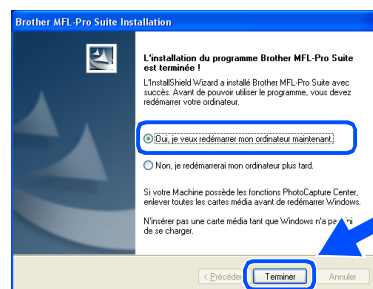 Brother MFL-Pro Suite Installation
L'installation du programme Brother MFL-Pro Suite
est terminée !
L'InstallShield Wizard a installé Brother MFL-Pro Suite avec
succès. Avant de pouvoir utiliser le programme, vous devez
redémarrer votre ordinateur.
Oui, je veux redémarrer mon ordinateur maintenant.
Non, je redémarrerai mon ordinateur plus tard.
Si votre Machine possède les fonctions PhotoCapture Center,
enlever toutes les cartes média avant de redémarrer Windows.
N'insérer pas une carte média tant que Windows n'a
de se charger.
< Précéde
Terminer
Annuler